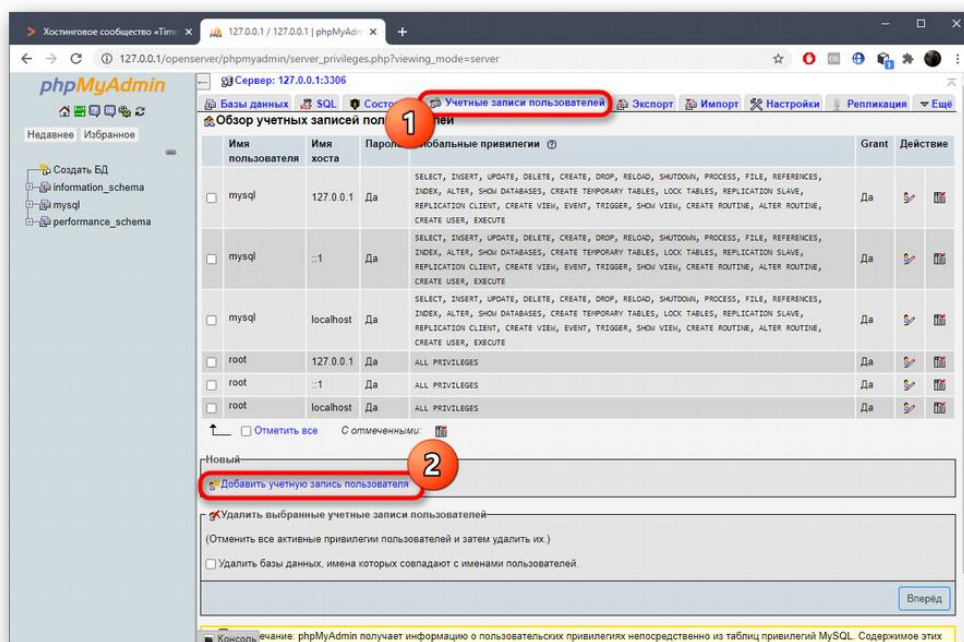 Хостинговое сообщество «Time
127.0.0.1 / 127.0.0.1 | phpMyAdm
127.0.0.1/openserver/phpmyadmin/server_privileges.php?viewing_mode=server
phpMyAdmin
Недавнее Избранное
Создать БД
information_schema
mysql
performance_schema
Сервер: 127.0.0.1:3306
Базы данных SQL Учетные записи пользователей Экспорт Импорт Настройки Репликация Ещё
1
Обзор учетных записей
Имя пользователя Имя хоста Пароль Глобальные привилегии Grant Действие
mysql 127.0.0.1 Да SELECT, INSERT, UPDATE, DELETE, CREATE, DROP, RELOAD, SHUTDOWN, PROCESS, FILE, REFERENCES,
INDEX, ALTER, SHOW DATABASES, CREATE TEMPORARY TABLES, LOCK TABLES, REPLICATION SLAVE,
REPLICATION CLIENT, CREATE VIEW, EVENT, TRIGGER, SHOW VIEW, CREATE ROUTINE, ALTER ROUTINE,
CREATE USER, EXECUTE Да
mysql ::1 Да SELECT, INSERT, UPDATE, DELETE, CREATE, DROP, RELOAD, SHUTDOWN, PROCESS, FILE, REFERENCES,
INDEX, ALTER, SHOW DATABASES, CREATE TEMPORARY TABLES, LOCK TABLES, REPLICATION SLAVE,
REPLICATION CLIENT, CREATE VIEW, EVENT, TRIGGER, SHOW VIEW, CREATE ROUTINE, ALTER ROUTINE,
CREATE USER, EXECUTE Да
mysql localhost Да SELECT, INSERT, UPDATE, DELETE, CREATE, DROP, RELOAD, SHUTDOWN, PROCESS, FILE, REFERENCES,
INDEX, ALTER, SHOW DATABASES, CREATE TEMPORARY TABLES, LOCK TABLES, REPLICATION SLAVE,
REPLICATION CLIENT, CREATE VIEW, EVENT, TRIGGER, SHOW VIEW, CREATE ROUTINE, ALTER ROUTINE,
CREATE USER, EXECUTE Да
root 127.0.0.1 Да ALL PRIVILEGES Да
root ::1 Да ALL PRIVILEGES Да
root localhost Да ALL PRIVILEGES Да
Отметить все С отмеченными:
Новый
2
Добавить учетную запись пользователя
Удалить выбранные учетные записи пользователей
(Отменить все активные привилегии пользователей и затем удалить их.)
Удалить базы данных, имена которых совпадают с именами пользователей.
Вперёд
Консоль ечание: phpMyAdmin получает информацию о пользовательских привилегиях непосредственно из таблиц привилегий MySQL. Содержимое этих